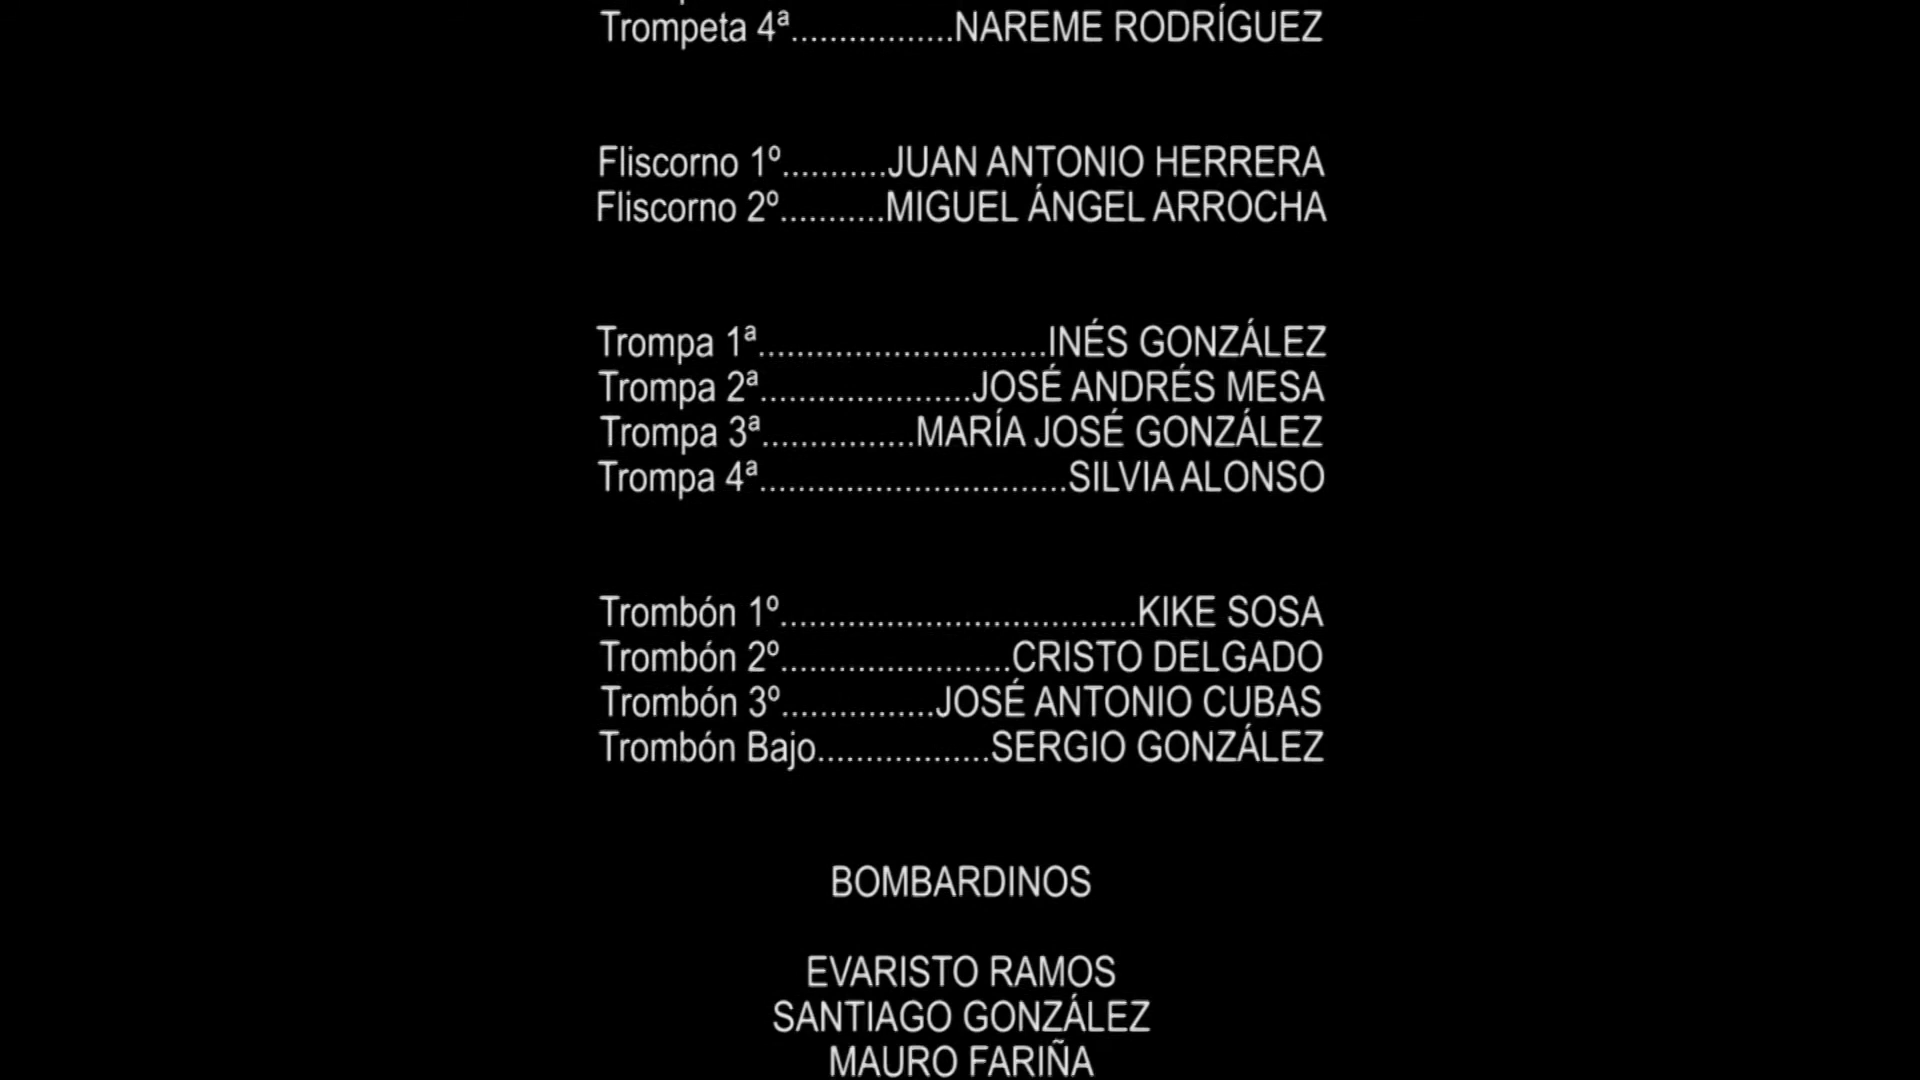 Trompeta 4ª.................NAREME RODRÍGUEZ
Fliscorno 1º...........JUAN ANTONIO HERRERA
Fliscorno 2º...........MIGUEL ÁNGEL ARROCHA
Trompa 1ª..............................INÉS GONZÁLEZ
Trompa 2ª......................JOSÉ ANDRÉS MESA
Trompa 3ª................MARÍA JOSÉ GONZÁLEZ
Trompa 4ª................................SILVIA ALONSO
Trombón 1º.....................................KIKE SOSA
Trombón 2º........................CRISTO DELGADO
Trombón 3º................JOSÉ ANTONIO CUBAS
Trombón Bajo..................SERGIO GONZÁLEZ
BOMBARDINOS
EVARISTO RAMOS
SANTIAGO GONZÁLEZ
MAURO FARIÑA